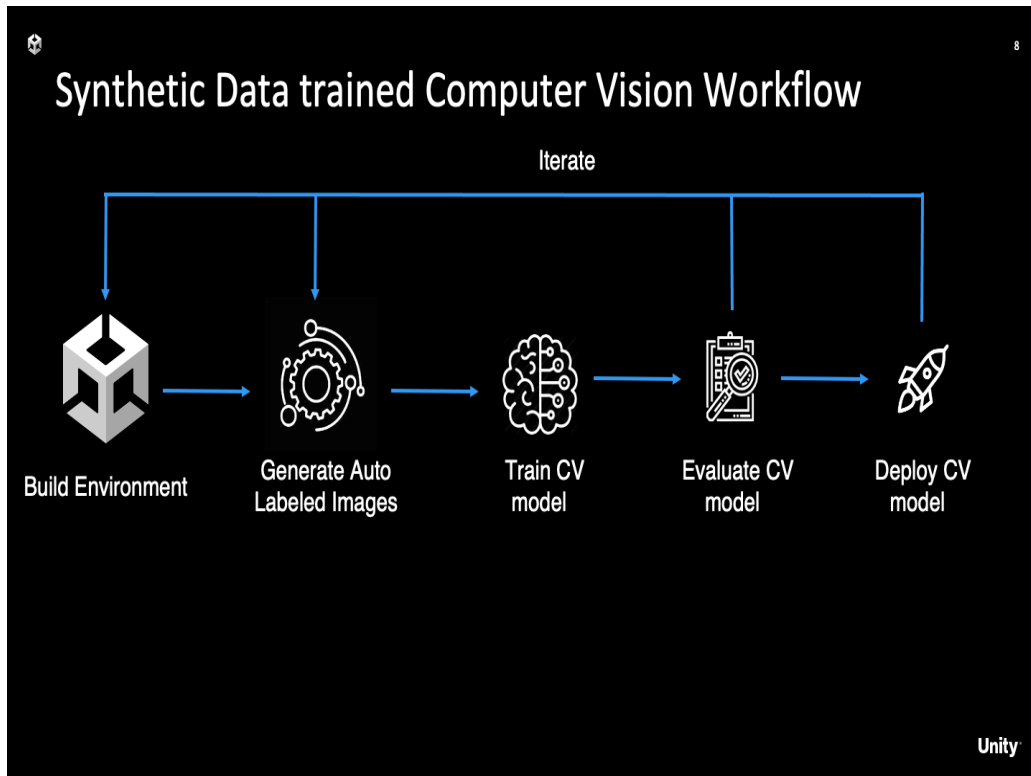 8
Synthetic Data trained Computer Vision Workflow
Iterate
Build Environment
Generate Auto
Labeled Images
Train CV
model
Evaluate CV
model
Deploy CV
model
Unity